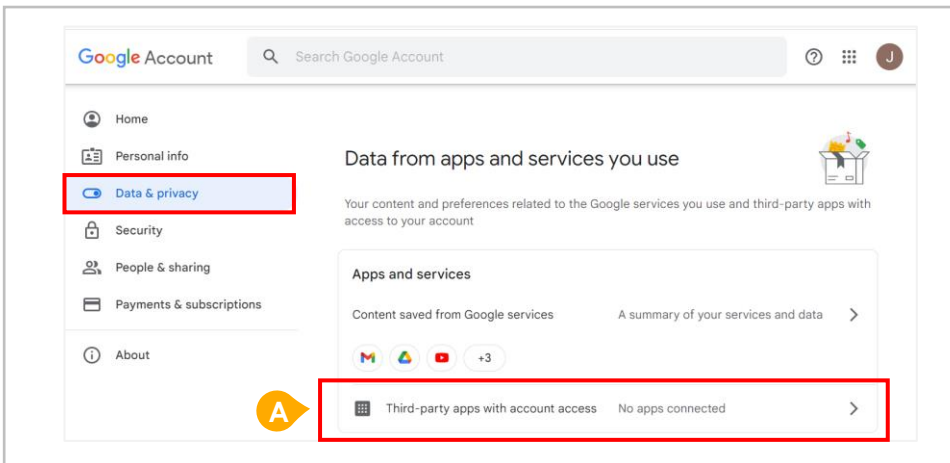 Google Account
Search Google Account
J
Home
Personal info
Data & privacy
Security
People & sharing
Payments & subscriptions
About
Data from apps and services you use
Your content and preferences related to the Google services you use and third-party apps with
access to your account
Apps and services
Content saved from Google services A summary of your services and data
+3
A
Third-party apps with account access No apps connected